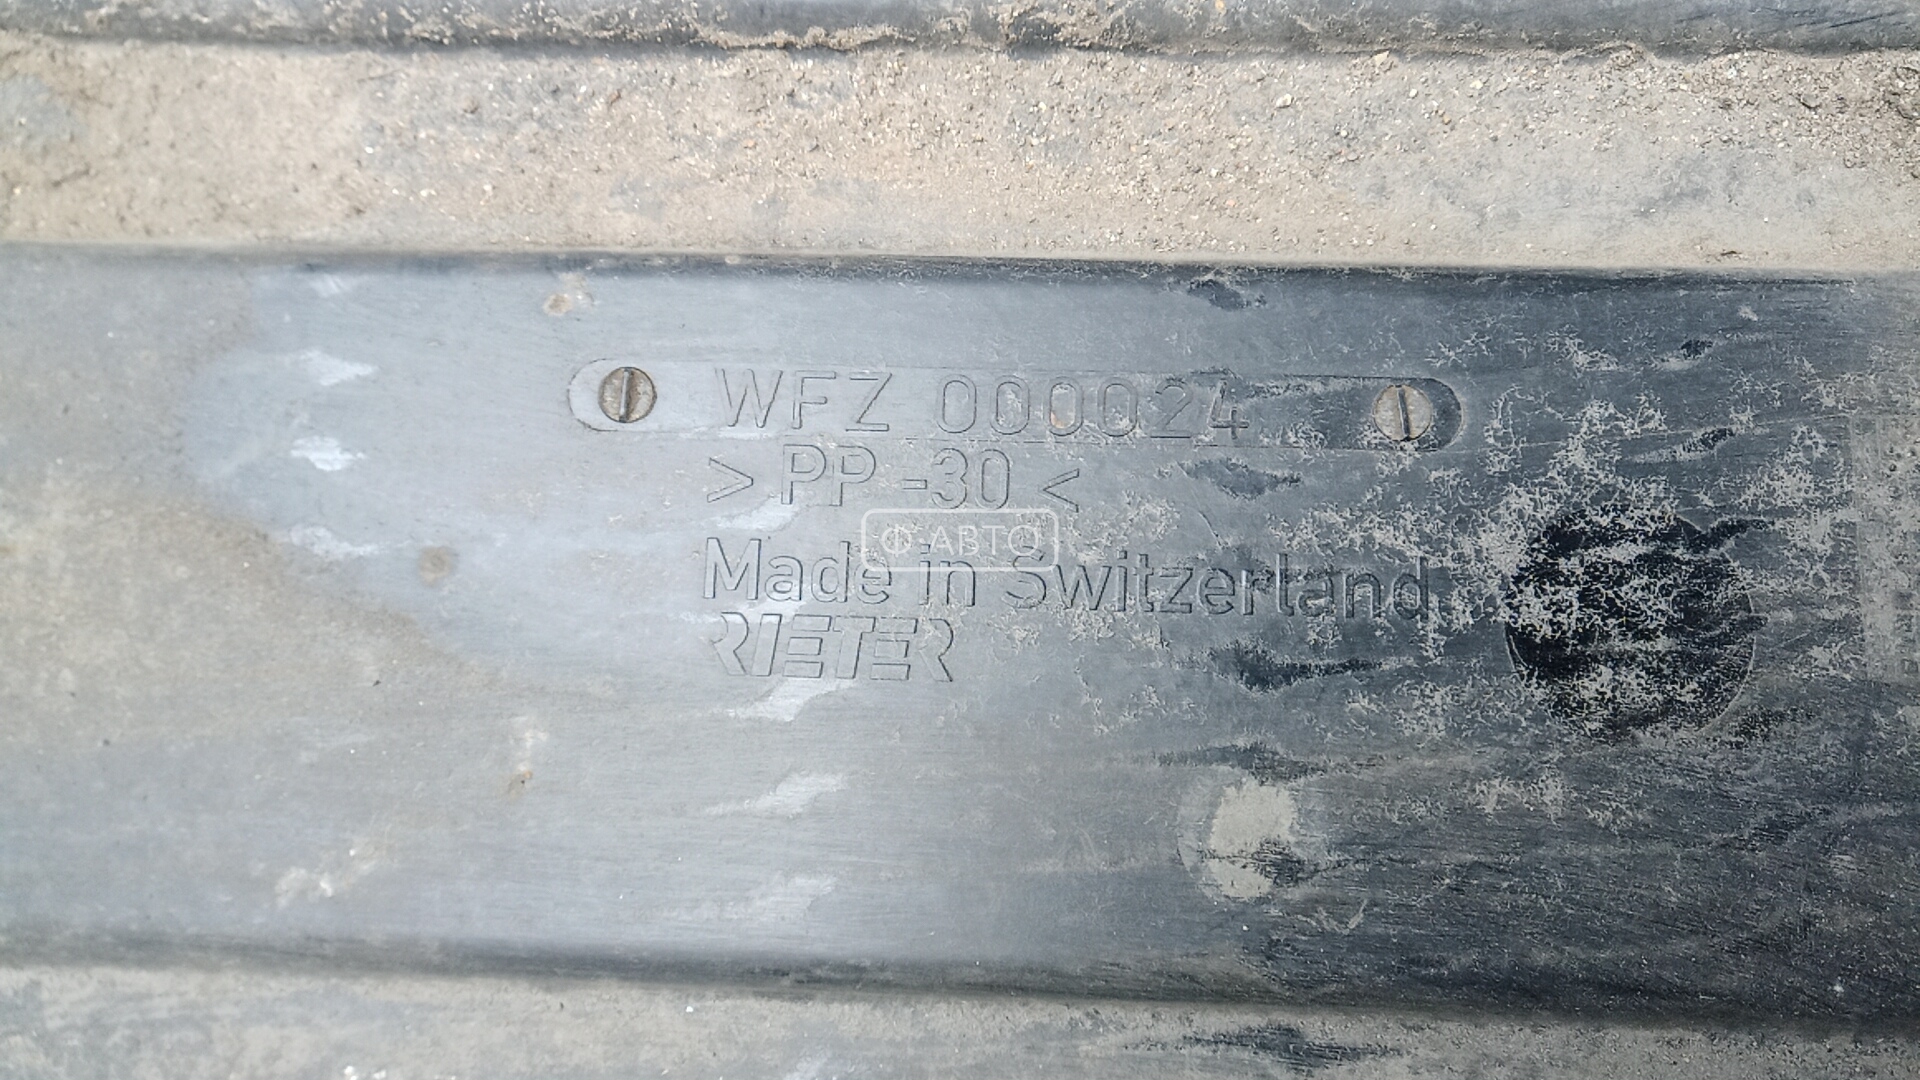 WFZ 000024
> PP -30 <
Ф-АВТО
Made in Switzerland
RIETER